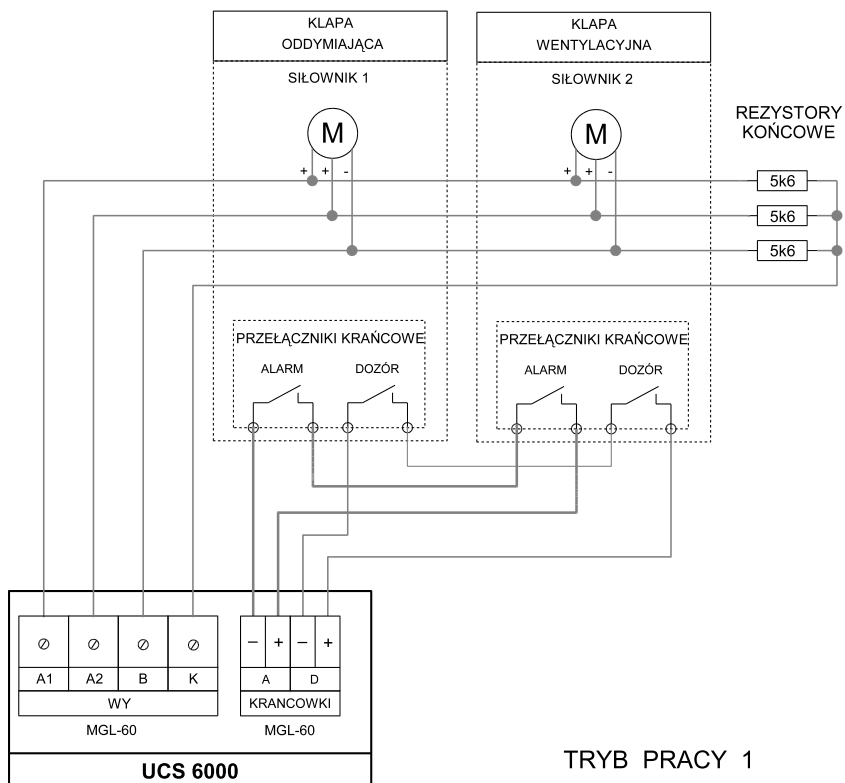 KLAPA
ODDYMIAJĄCA
KLAPA
WENTYLACYJNA
SIŁOWNIK 1
SIŁOWNIK 2
REZYSTORY
KOŃCOWE
M
M
+ + -
+ + -
5k6
5k6
5k6
PRZEŁĄCZNIKI KRAŃCOWE
PRZEŁĄCZNIKI KRAŃCOWE
ALARM DOZÓR
ALARM DOZÓR
− + − +
A1 A2 B K
A D
WY
KRANCOWKI
MGL-60
MGL-60
UCS 6000
TRYB PRACY 1